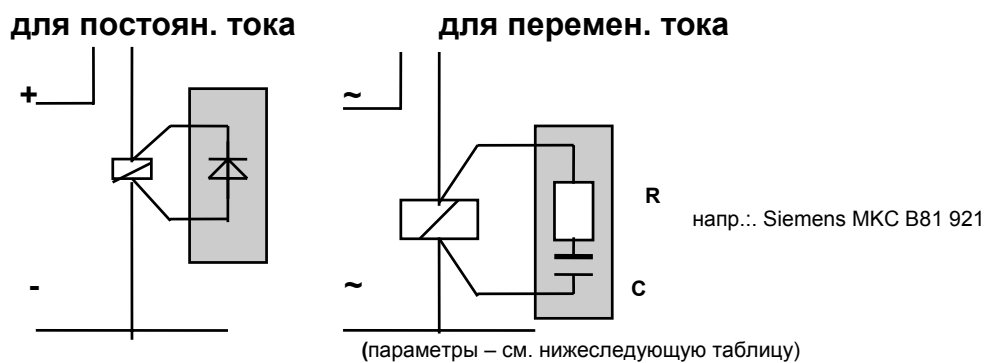 для постоян. тока
для перемен. тока
+
~
R
напр.:. Siemens MKC B81 921
-
~
C
(параметры – см. нижеследующую таблицу)